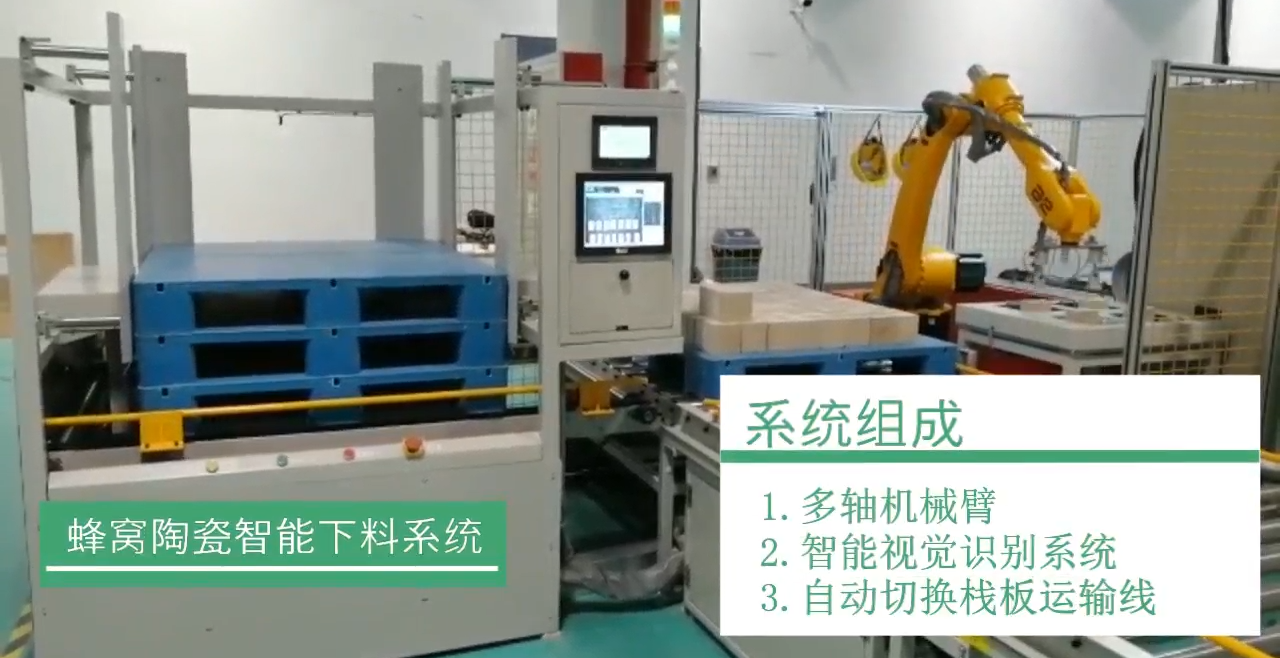 系统组成
1. 多轴机械臂
2. 智能视觉识别系统
3. 自动切换栈板运输线
蜂窝陶瓷智能下料系统